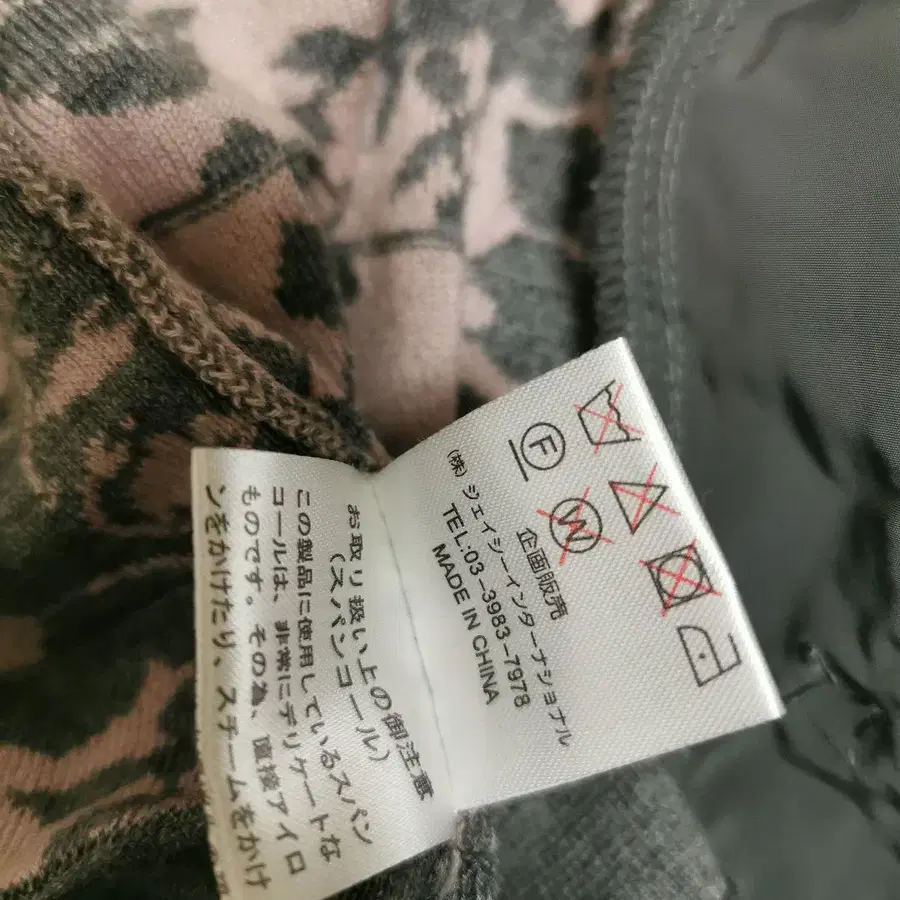 F
W
企画販売
(株)ジェイシーインターナショナル
TEL:03-3983-7978
MADE IN CHINA
お取り扱い上の御注意
(スパンコール)
この製品に使用しているスパン
コールは、非常にデリケートな
ものです。その為、直接アイロ
ンをかけたり、スチームをかけ